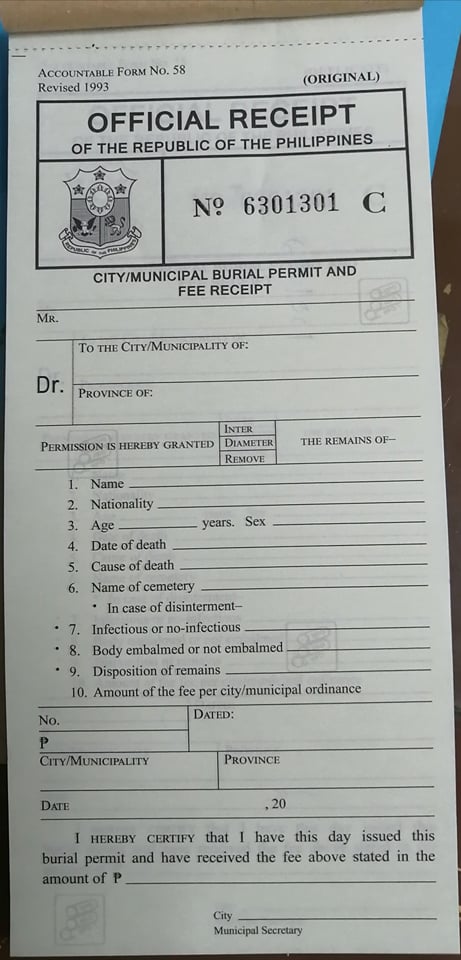 ACCOUNTABLE FORM NO. 58
Revised 1993
(ORIGINAL)
OFFICIAL RECEIPT
OF THE REPUBLIC OF THE PHILIPPINES
REPUBLIC OF THE PHILIPPINES
Nº 6301301 C
CITY/MUNICIPAL BURIAL PERMIT AND
FEE RECEIPT
MR.
Dr.
TO THE CITY/MUNICIPALITY OF:
PROVINCE OF:
PERMISSION IS HEREBY GRANTED
INTER
DIAMETER
REMOVE
THE REMAINS OF–
1. Name
2. Nationality
3. Age years. Sex
4. Date of death
5. Cause of death
6. Name of cemetery
* In case of disinterment–
* 7. Infectious or no-infectious
* 8. Body embalmed or not embalmed
* 9. Disposition of remains
10. Amount of the fee per city/municipal ordinance
NO.
₱
DATED:
CITY/MUNICIPALITY
PROVINCE
DATE , 20
I HEREBY CERTIFY that I have this day issued this
burial permit and have received the fee above stated in the
amount of ₱
City
Municipal Secretary